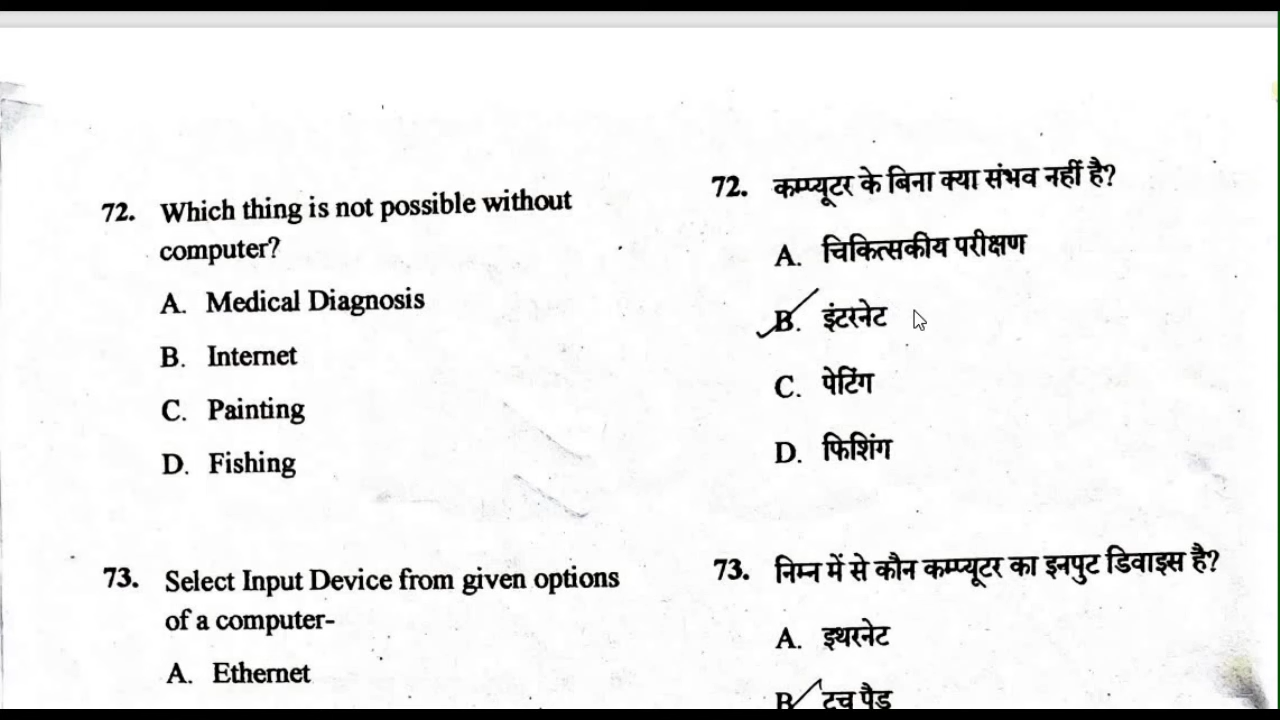 72. Which thing is not possible without
computer?
A. Medical Diagnosis
B. Internet
C. Painting
D. Fishing
73. Select Input Device from given options
of a computer-
A. Ethernet
72. कम्प्यूटर के बिना क्या संभव नहीं है?
A. चिकित्सकीय परीक्षण
B. इंटरनेट
C. पेटिंग
D. फिशिंग
73. निम्न में से कौन कम्प्यूटर का इनपुट डिवाइस है?
A. इथरनेट
B टच पैड